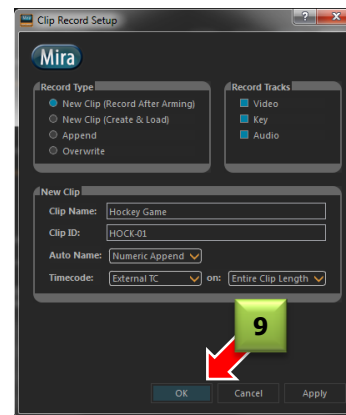 Clip Record Setup
Mira
Record Type
New Clip (Record After Arming)
New Clip (Create & Load)
Append
Overwrite
Record Tracks
Video
Key
Audio
New Clip
Clip Name: Hockey Game
Clip ID: HOCK-01
Auto Name: Numeric Append
Timecode: External TC on: Entire Clip Length
9
OK Cancel Apply